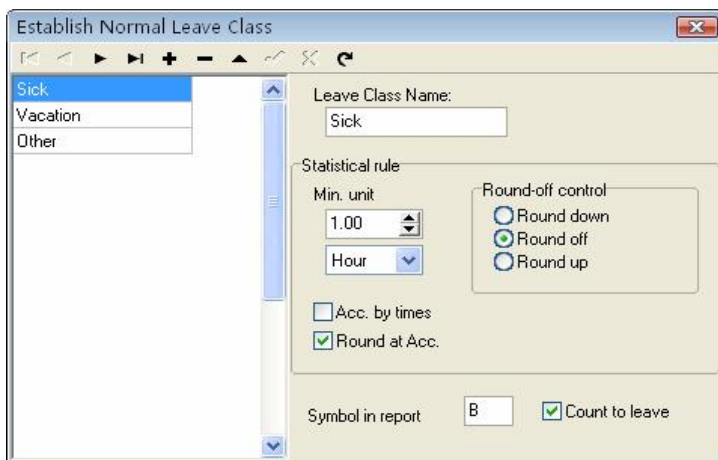 Establish Normal Leave Class
Sick
Vacation
Other
Leave Class Name:
Sick
Statistical rule
Min. unit
1.00
Hour
Round-off control
Round down
Round off
Round up
Acc. by times
Round at Acc.
Symbol in report
B
Count to leave